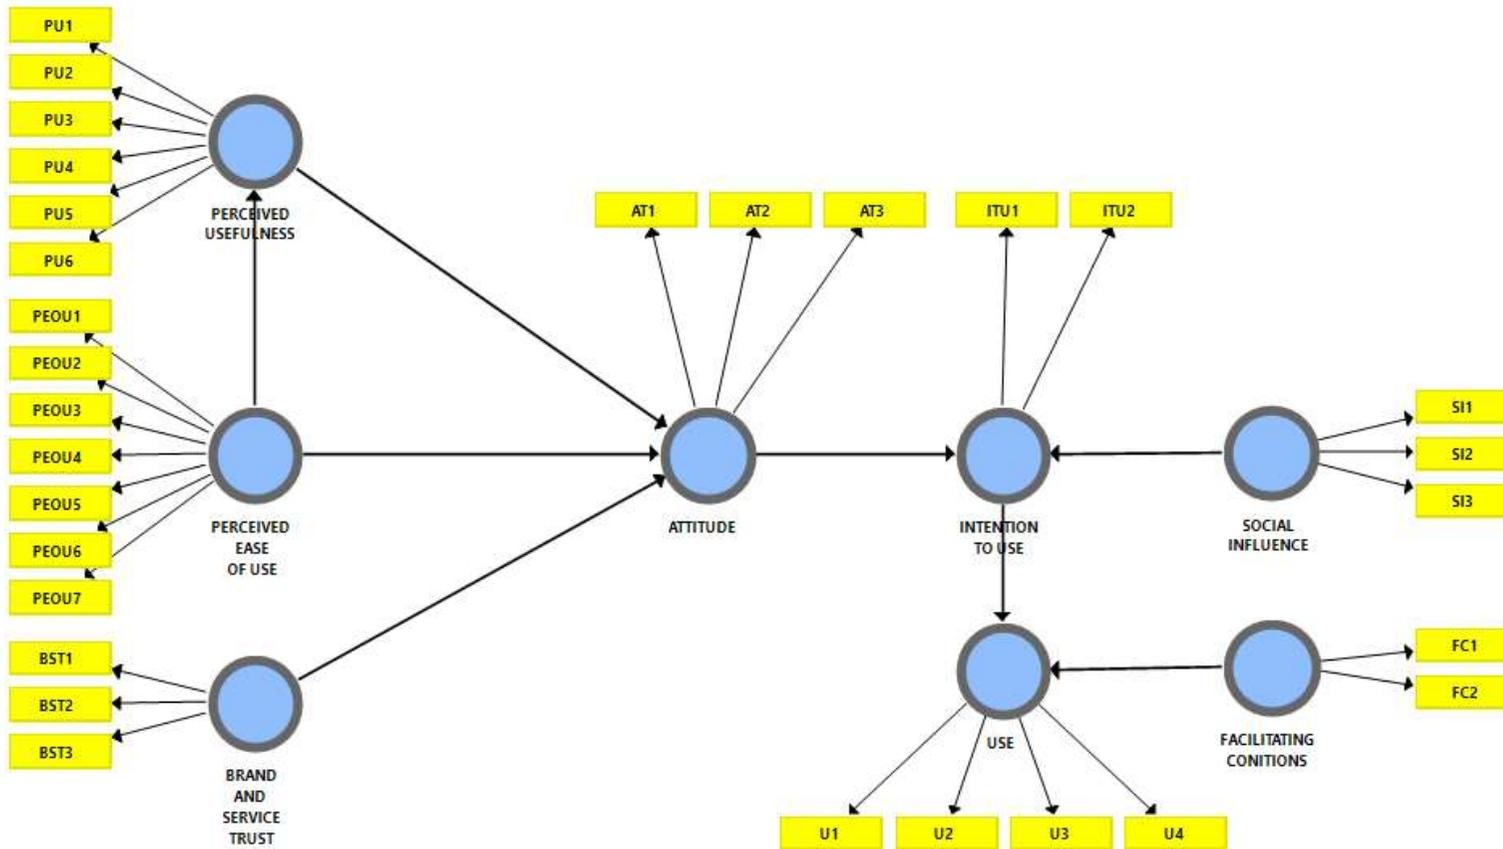 PU1
PU2
PU3
PU4
PU5
PU6
PERCEIVED
USEFULNESS
PEOU1
PEOU2
PEOU3
PEOU4
PEOU5
PEOU6
PEOU7
PERCEIVED
EASE
OF USE
BST1
BST2
BST3
BRAND
AND
SERVICE
TRUST
AT1
AT2
AT3
ATTITUDE
ITU1
ITU2
INTENTION
TO USE
SI1
SI2
SI3
SOCIAL
INFLUENCE
USE
U1
U2
U3
U4
FC1
FC2
FACILITATING
CONITIONS